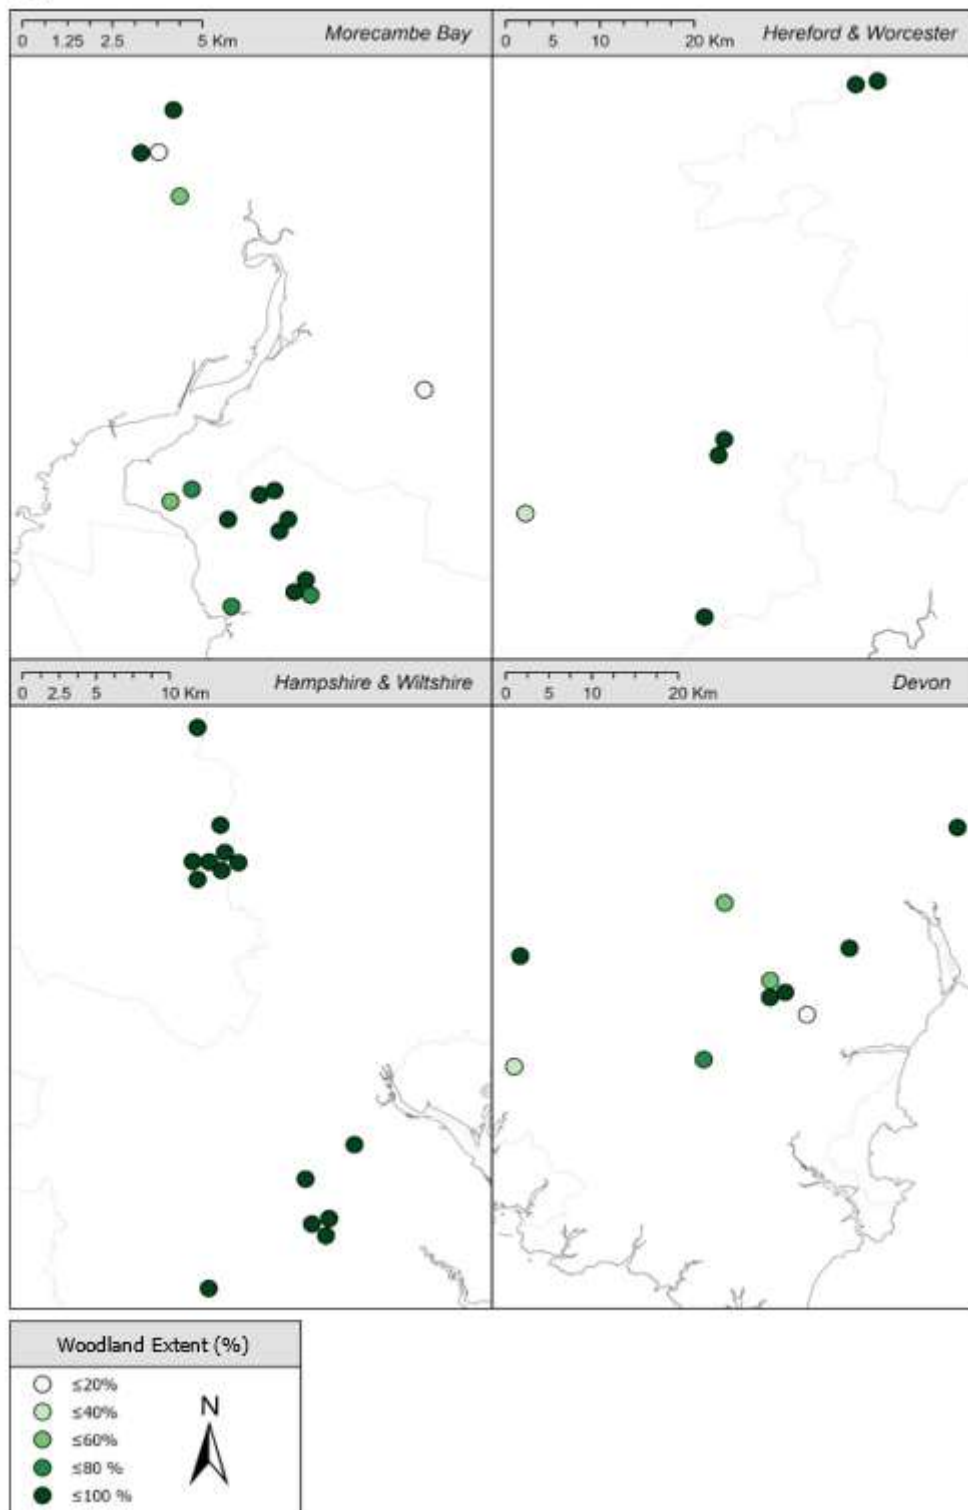 0 1.25 2.5 5 Km Morecambe Bay
0 5 10 20 Km Hereford & Worcester
0 2.5 5 10 Km Hampshire & Wiltshire
0 5 10 20 Km Devon
Woodland Extent (%)
≤20%
≤40%
≤60%
≤80 %
≤100 %
N